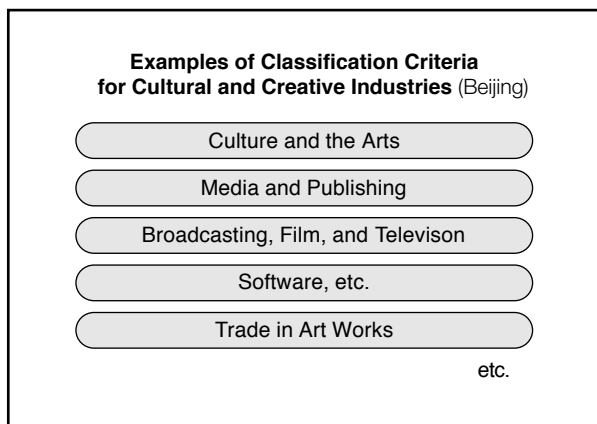 Examples of Classification Criteria
for Cultural and Creative Industries (Beijing)
Culture and the Arts
Media and Publishing
Broadcasting, Film, and Televison
Software, etc.
Trade in Art Works
etc.